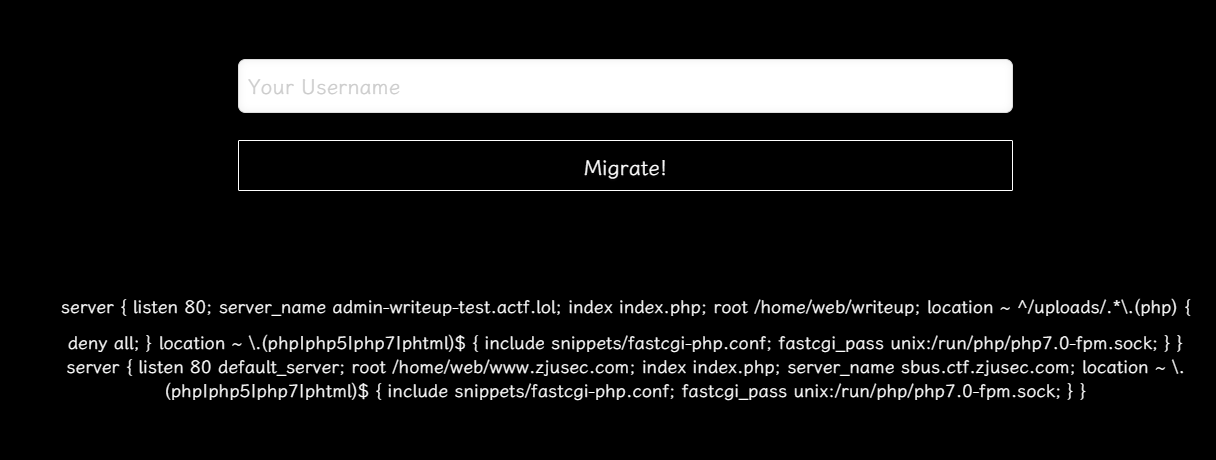 Your Username
Migrate!
server { listen 80; server_name admin-writeup-test.actf.lol; index index.php; root /home/web/writeup; location ~ ^/uploads/.*\.(php) {
deny all; } location ~ \.(php|php5|php7|phtml)$ { include snippets/fastcgi-php.conf; fastcgi_pass unix:/run/php/php7.0-fpm.sock; } }
server { listen 80 default_server; root /home/web/www.zjusec.com; index index.php; server_name sbus.ctf.zjusec.com; location ~ \.
(php|php5|php7|phtml)$ { include snippets/fastcgi-php.conf; fastcgi_pass unix:/run/php/php7.0-fpm.sock; } }